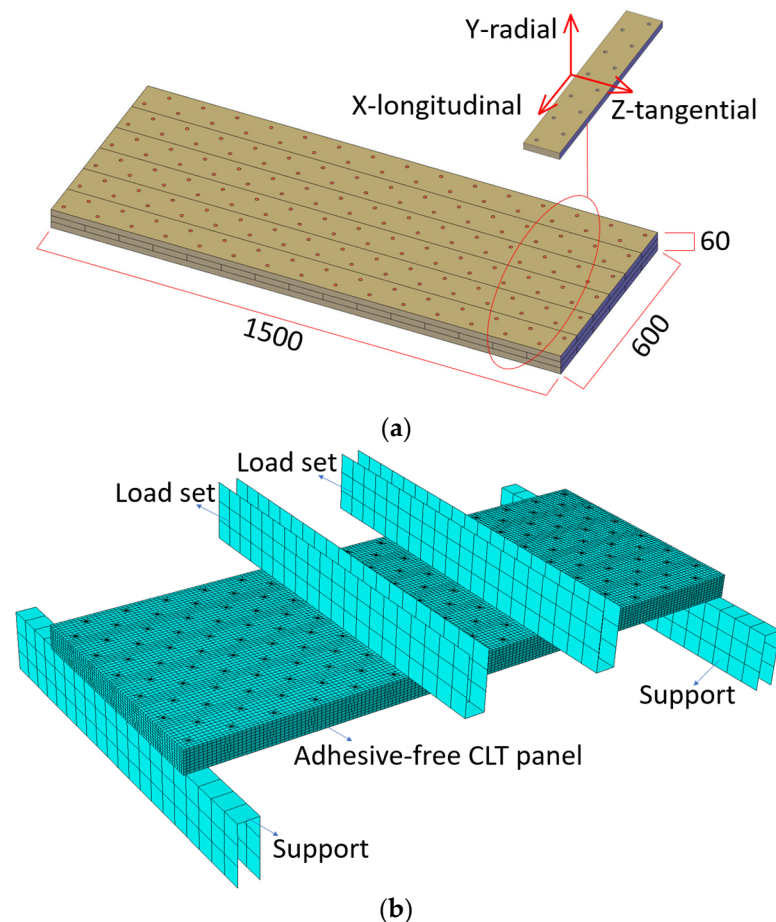 Y-radial
X-longitudinal
Z-tangential
60
1500
600
(a)
Load set
Load set
Support
Adhesive-free CLT panel
Support
(b)